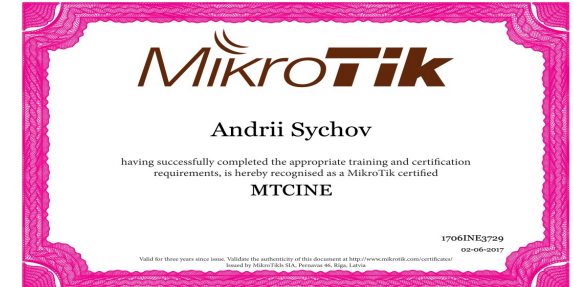 MikroTik
Andrii Sychov
having successfully completed the appropriate training and certification
requirements, is hereby recognised as a MikroTik certified
MTCINE
1706INE3729
02-06-2017
Valid for three years since issue. Validate the authenticity of this document at http://www.mikrotik.com/certificates/
Issued by MikroTikls SIA, Pernavas 46, Riga, Latvia